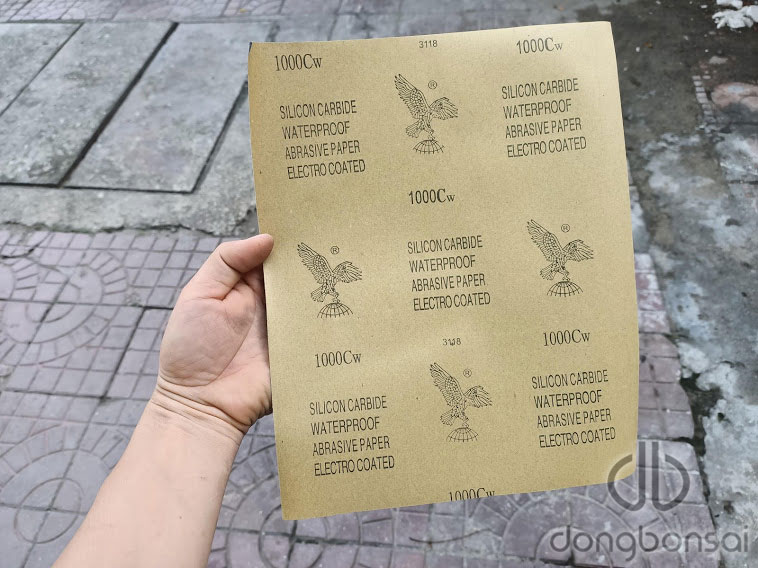 1000Cw
3118
1000Cw
®
SILICON CARBIDE
WATERPROOF
ABRASIVE PAPER
ELECTRO COATED
SILICON CARBIDE
WATERPROOF
ABRASIVE PAPER
ELECTRO COATED
1000Cw
®
®
SILICON CARBIDE
WATERPROOF
ABRASIVE PAPER
ELECTRO COATED
1000Cw
3118
1000Cw
®
SILICON CARBIDE
WATERPROOF
ABRASIVE PAPER
ELECTRO COATED
SILICON CARBIDE
WATERPROOF
ABRASIVE PAPER
ELECTRO COATED
1000Cw
db
dongbonsai